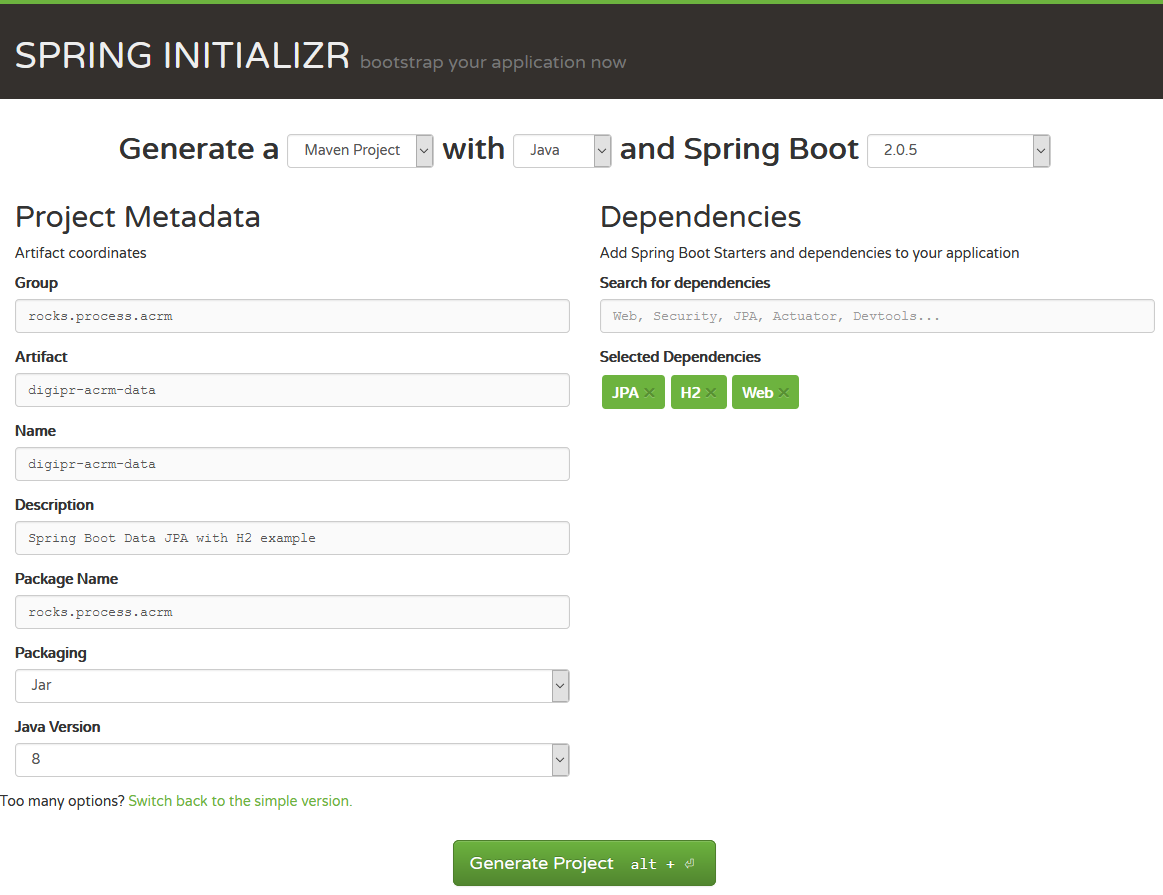 SPRING INITIALIZR bootstrap your application now
Generate a Maven Project with Java and Spring Boot 2.0.5
Project Metadata
Artifact coordinates
Group
rocks.process.acrm
Artifact
digipr-acrm-data
Name
digipr-acrm-data
Description
Spring Boot Data JPA with H2 example
Package Name
rocks.process.acrm
Packaging
Jar
Java Version
8
Too many options? Switch back to the simple version.
Dependencies
Add Spring Boot Starters and dependencies to your application
Search for dependencies
Web, Security, JPA, Actuator, Devtools...
Selected Dependencies
JPA × H2 × Web ×
Generate Project alt + ⏎